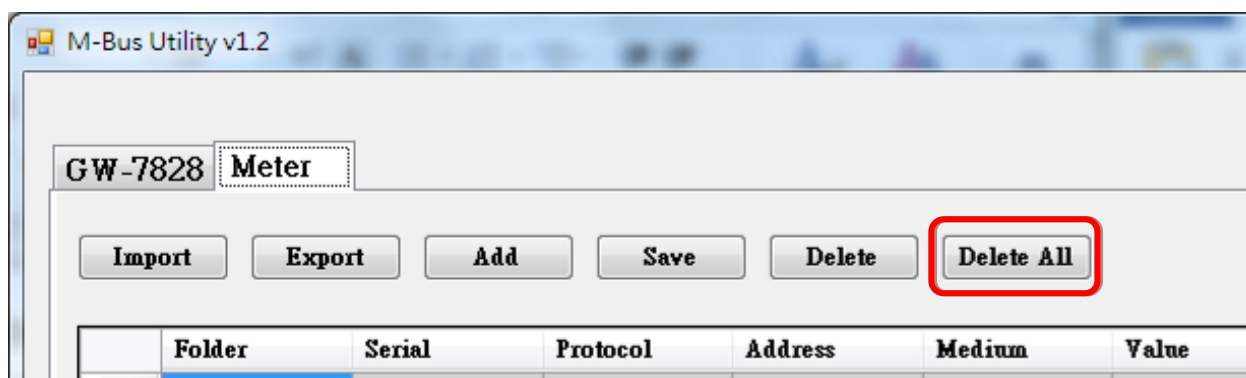 M-Bus Utility v1.2
GW-7828 Meter
Import Export Add Save Delete Delete All
Folder Serial Protocol Address Medium Value